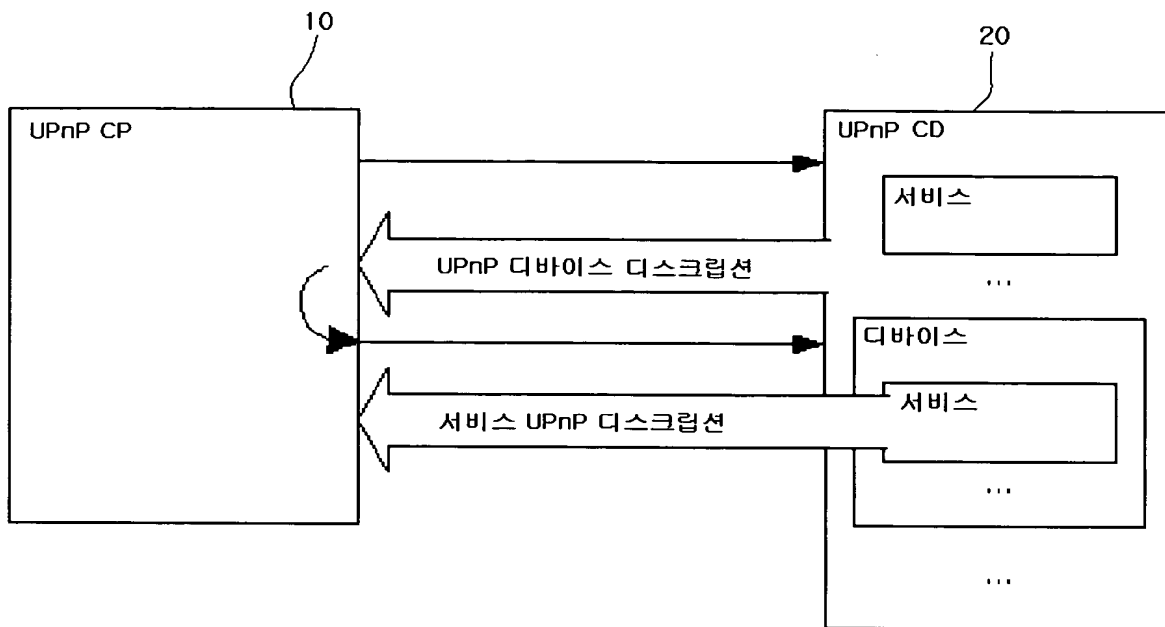 10
20
UPnP CP
UPnP CD
서비스
UPnP 디바이스 디스크립션
...
디바이스
서비스
서비스 UPnP 디스크립션
...
...